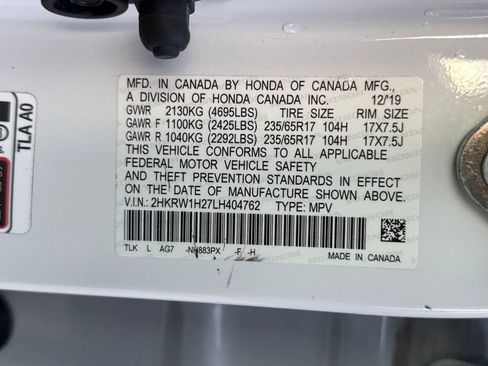 MFD. IN CANADA BY HONDA OF CANADA MFG.,
A DIVISION OF HONDA CANADA INC. 12/19
GVWR 2130KG (4695LBS) TIRE SIZE RIM SIZE
GAWR F 1100KG (2425LBS) 235/65R17 104H 17X7.5J
GAWR R 1040KG (2292LBS) 235/65R17 104H 17X7.5J
THIS VEHICLE CONFORMS TO ALL APPLICABLE
FEDERAL MOTOR VEHICLE SAFETY
AND THEFT PREVENTION STANDARDS IN EFFECT
ON THE DATE OF MANUFACTURE SHOWN ABOVE.
V.I.N.: 2HKRW1H27LH404762 TYPE: MPV
TLK L AG7 -NH883PX -F -H
MADE IN CANADA
TLA A0